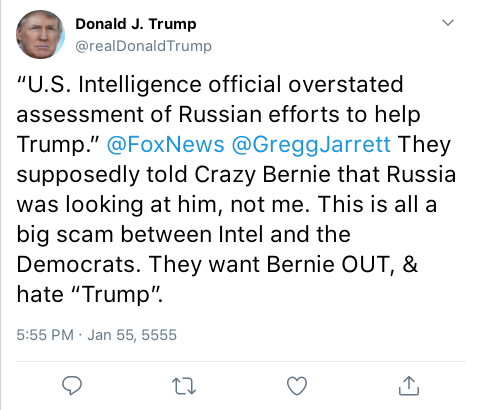 Donald J. Trump
@realDonaldTrump
“U.S. Intelligence official overstated
assessment of Russian efforts to help
Trump.” @FoxNews @GreggJarrett They
supposedly told Crazy Bernie that Russia
was looking at him, not me. This is all a
big scam between Intel and the
Democrats. They want Bernie OUT, &
hate “Trump”.
5:55 PM · Jan 55, 5555